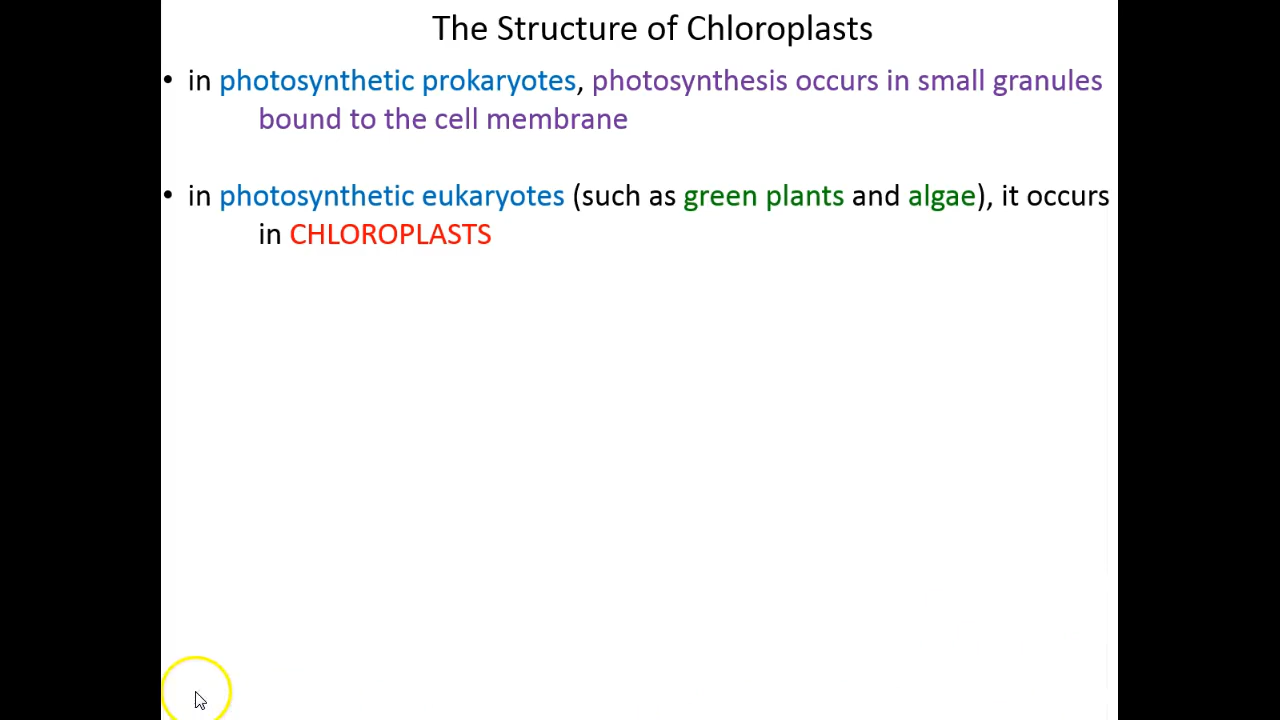 The Structure of Chloroplasts
• in photosynthetic prokaryotes, photosynthesis occurs in small granules
bound to the cell membrane
• in photosynthetic eukaryotes (such as green plants and algae), it occurs
in CHLOROPLASTS